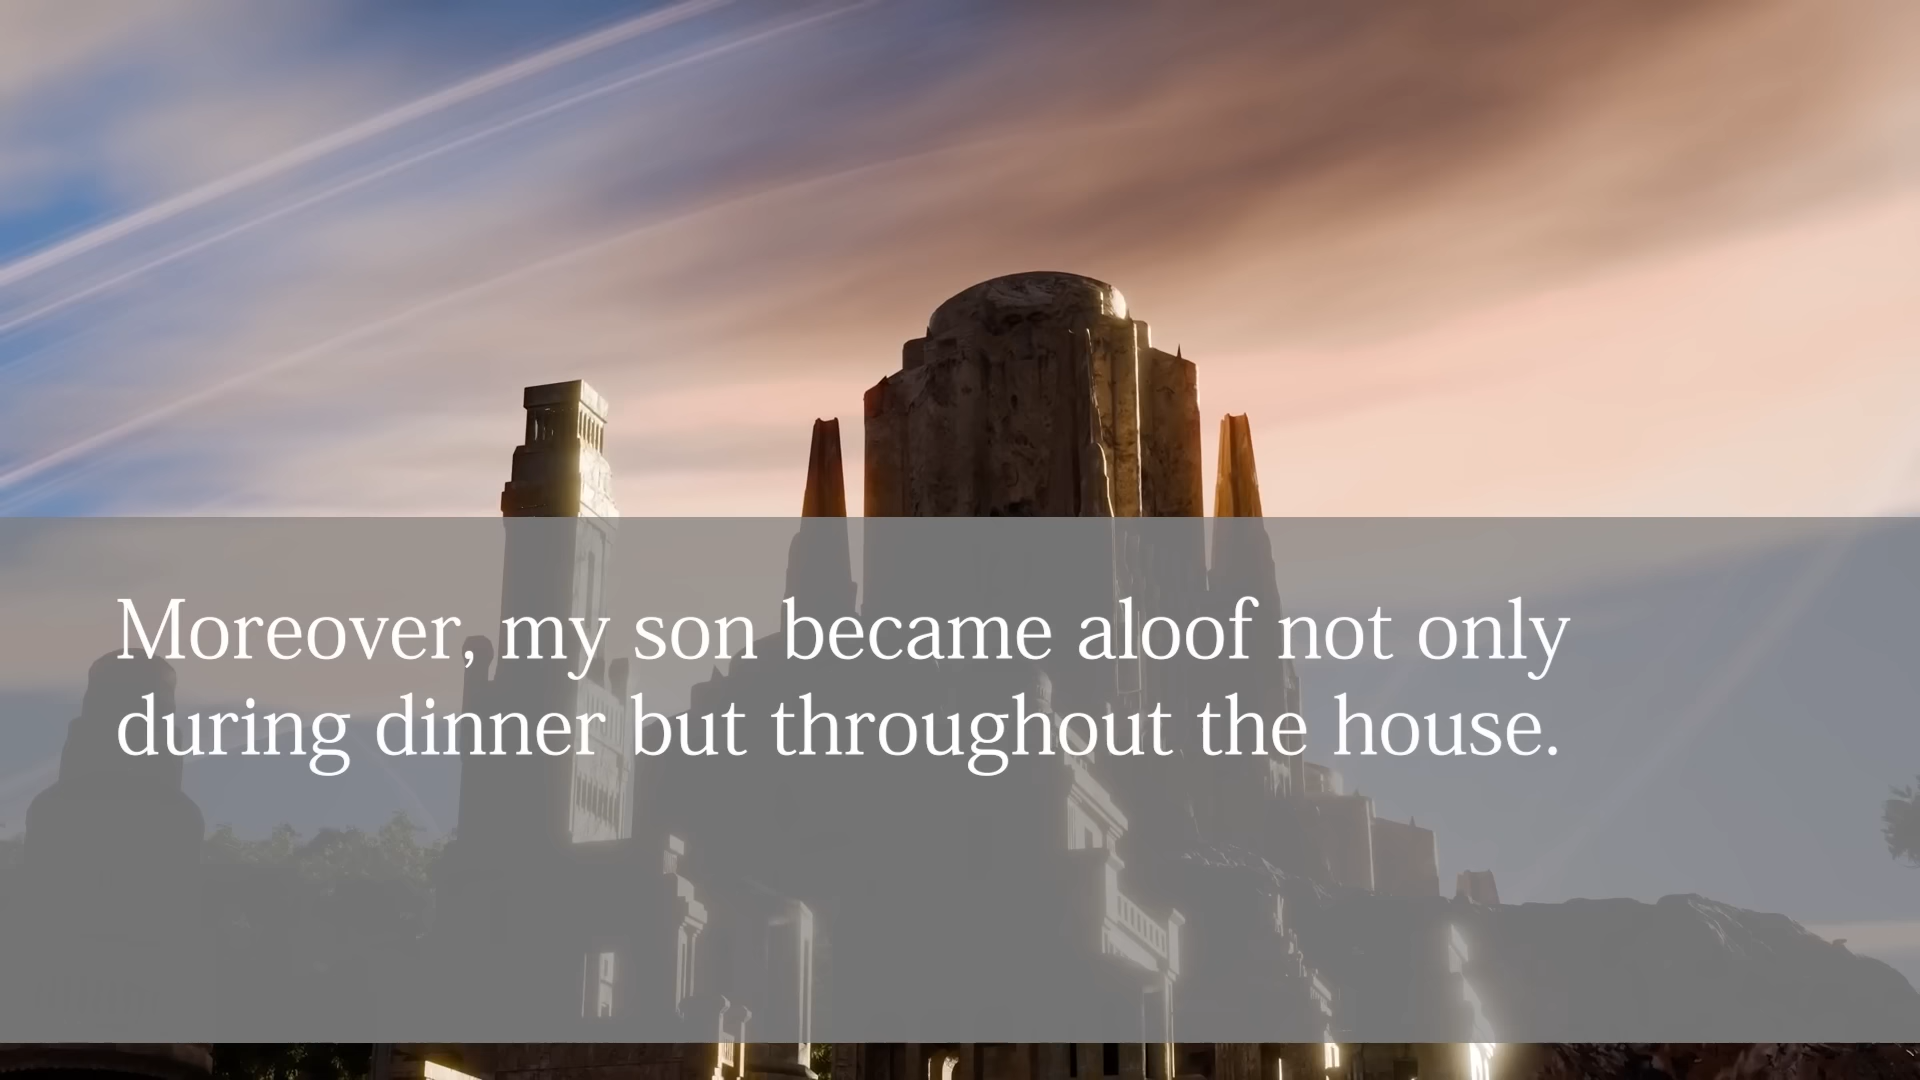 Moreover, my son became aloof not only
during dinner but throughout the house.